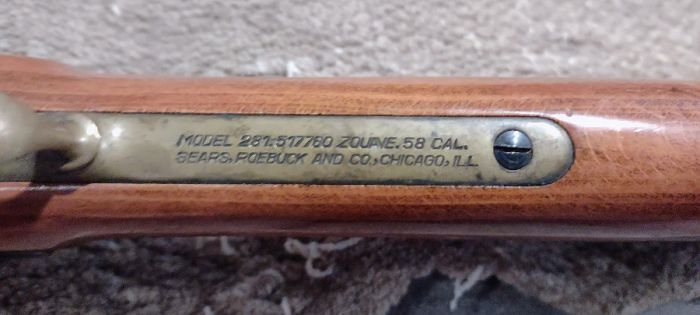 MODEL 281.517760 ZOUAVE .58 CAL.
SEARS, ROEBUCK AND CO., CHICAGO, ILL.